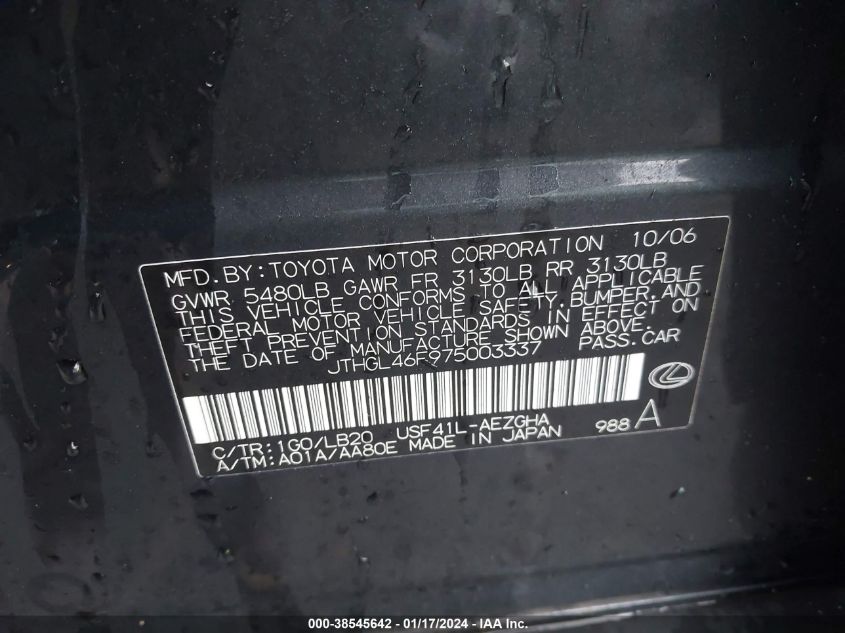 MFD. BY: TOYOTA MOTOR CORPORATION 10/06
GVWR 5480LB GAWR FR 3130LB RR 3130LB
THIS VEHICLE CONFORMS TO ALL APPLICABLE
FEDERAL MOTOR VEHICLE SAFETY, BUMPER, AND
THEFT PREVENTION STANDARDS IN EFFECT ON
THE DATE OF MANUFACTURE SHOWN ABOVE.
JTHGL46F975003337 PASS.CAR
C/TR: 1G0/LB20 USF41L-AEZGHA 988 A
A/TM: A01A/AA80E MADE IN JAPAN
000-38545642 - 01/17/2024 - IAA Inc.